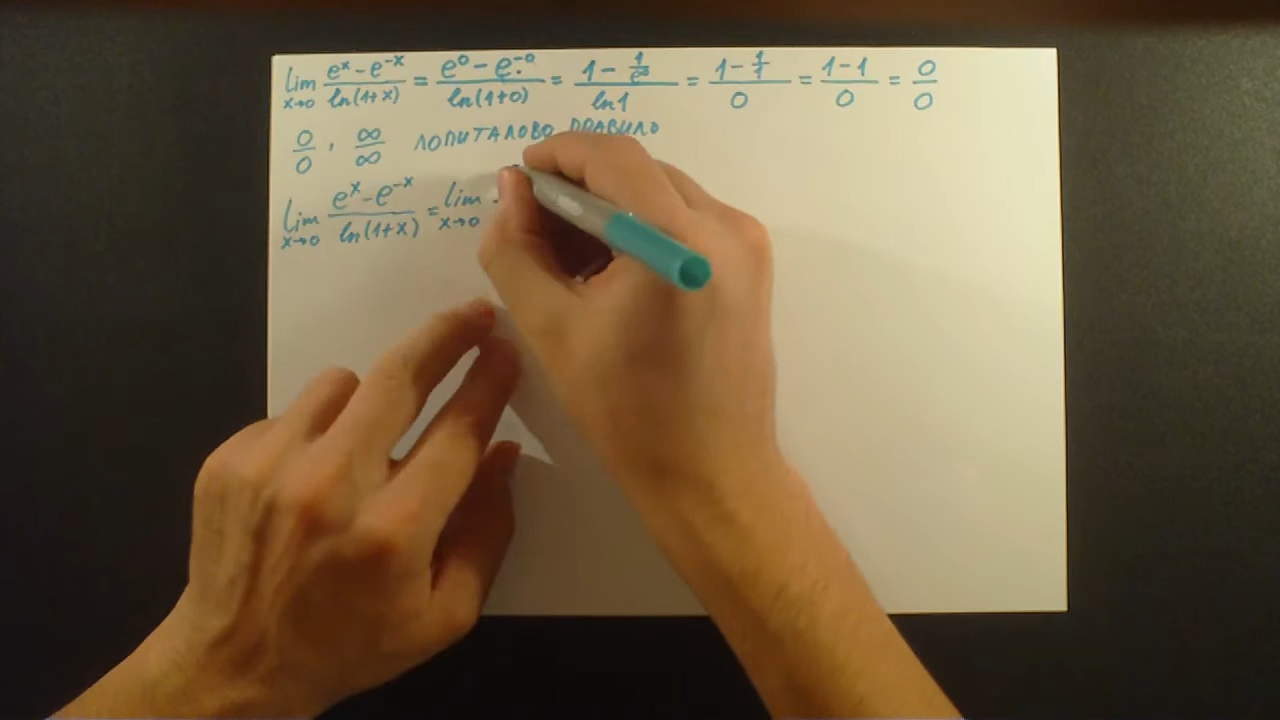 lim x→0 (e^x - e^-x)/(ln(1+x)) = (e^0 - e^-0)/(ln(1+0)) = (1 - 1/e^0)/(ln1) = (1 - 1/1)/0 = (1-1)/0 = 0/0
0/0 , ∞/∞ ЛОПИТАЛОВО ПРАВИЛО
lim x→0 (e^x - e^-x)/(ln(1+x)) = lim x→0